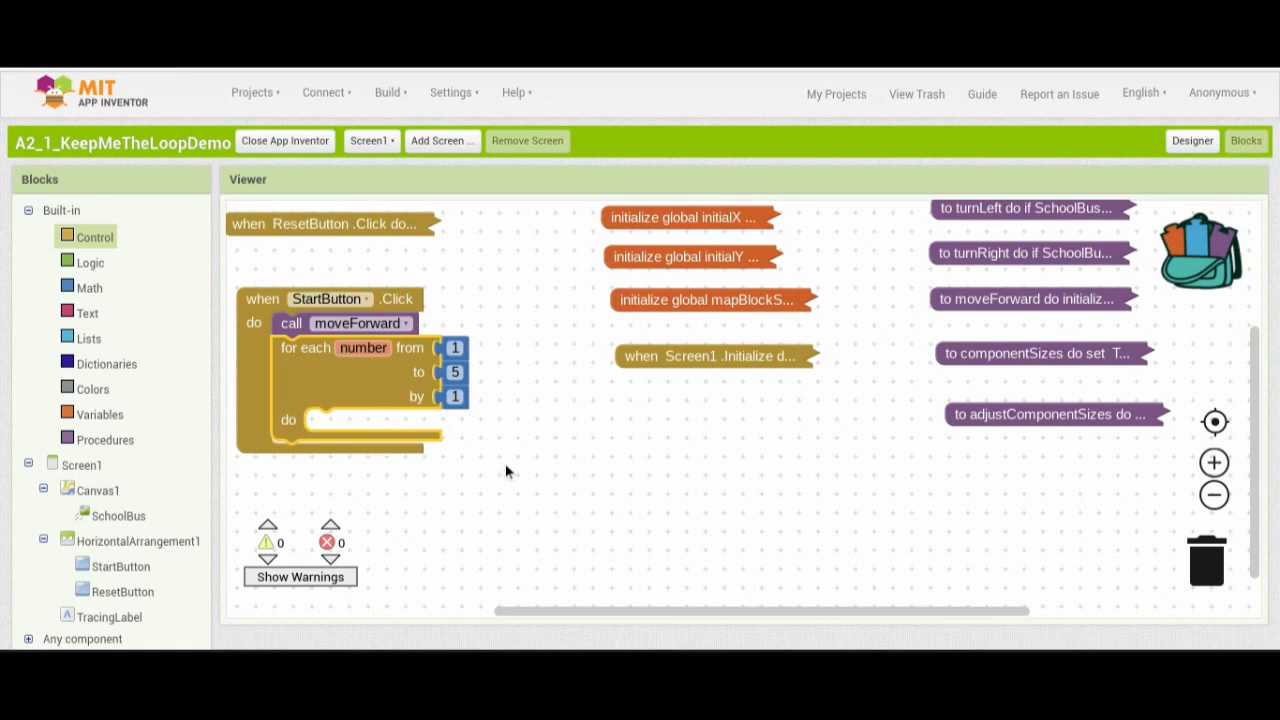 MIT
APP INVENTOR
Projects Connect Build Settings Help My Projects View Trash Guide Report an Issue English Anonymous
A2_1_KeepMeTheLoopDemo Close App Inventor Screen1 Add Screen ... Remove Screen Designer Blocks
Blocks
Built-in
Control
Logic
Math
Text
Lists
Dictionaries
Colors
Variables
Procedures
Screen1
Canvas1
SchoolBus
HorizontalArrangement1
StartButton
ResetButton
TracingLabel
Any component
Viewer
when ResetButton .Click do...
when StartButton .Click
do call moveForward
for each number from 1
to 5
by 1
do
initialize global initialX ...
initialize global initialY ...
initialize global mapBlockS...
when Screen1 .Initialize d...
to turnLeft do if SchoolBus...
to turnRight do if SchoolBu...
to moveForward do initializ...
to componentSizes do set T...
to adjustComponentSizes do ...
0 0
Show Warnings